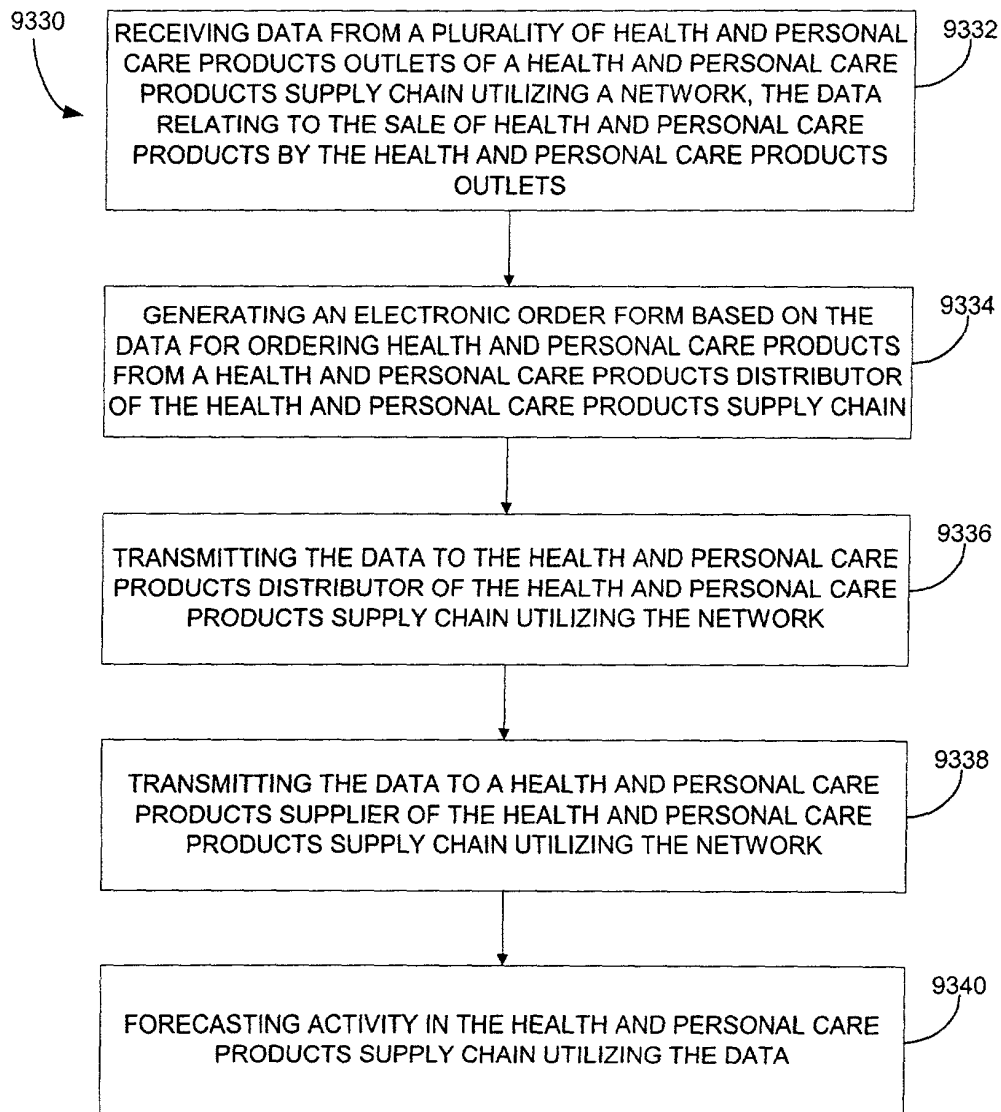 9330
RECEIVING DATA FROM A PLURALITY OF HEALTH AND PERSONAL
CARE PRODUCTS OUTLETS OF A HEALTH AND PERSONAL CARE
PRODUCTS SUPPLY CHAIN UTILIZING A NETWORK, THE DATA
RELATING TO THE SALE OF HEALTH AND PERSONAL CARE
PRODUCTS BY THE HEALTH AND PERSONAL CARE PRODUCTS
OUTLETS
9332
GENERATING AN ELECTRONIC ORDER FORM BASED ON THE
DATA FOR ORDERING HEALTH AND PERSONAL CARE PRODUCTS
FROM A HEALTH AND PERSONAL CARE PRODUCTS DISTRIBUTOR
OF THE HEALTH AND PERSONAL CARE PRODUCTS SUPPLY CHAIN
9334
TRANSMITTING THE DATA TO THE HEALTH AND PERSONAL CARE
PRODUCTS DISTRIBUTOR OF THE HEALTH AND PERSONAL CARE
PRODUCTS SUPPLY CHAIN UTILIZING THE NETWORK
9336
TRANSMITTING THE DATA TO A HEALTH AND PERSONAL CARE
PRODUCTS SUPPLIER OF THE HEALTH AND PERSONAL CARE
PRODUCTS SUPPLY CHAIN UTILIZING THE NETWORK
9338
FORECASTING ACTIVITY IN THE HEALTH AND PERSONAL CARE
PRODUCTS SUPPLY CHAIN UTILIZING THE DATA
9340